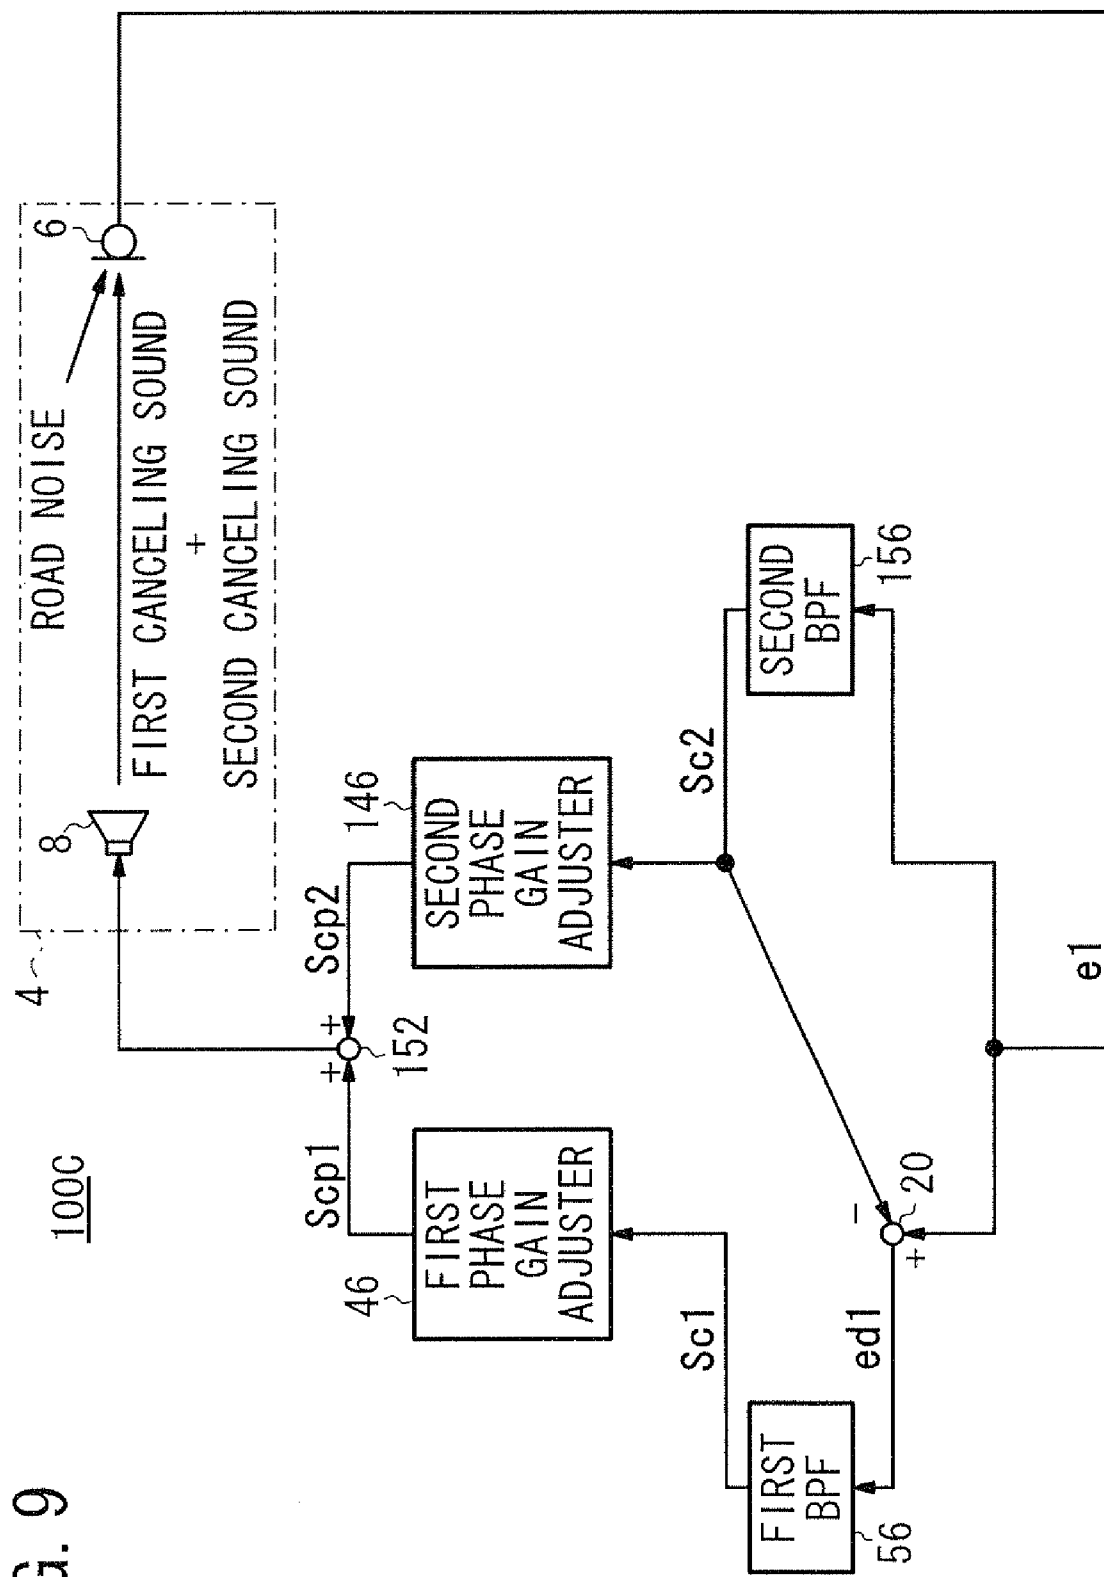 G. 9
100C
4
8
6
ROAD NOISE
FIRST CANCELING SOUND
+
SECOND CANCELING SOUND
Scp1
Scp2
+
+
152
46
FIRST
PHASE
GAIN
ADJUSTER
146
SECOND
PHASE
GAIN
ADJUSTER
Sc1
Sc2
FIRST
BPF
56
SECOND
BPF
156
ed1
−
+
20
e1